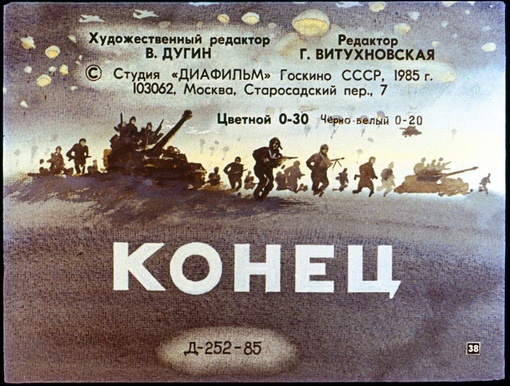 Художественный редактор Редактор
В. ДУГИН Г. ВИТУХНОВСКАЯ
© Студия «ДИАФИЛЬМ» Госкино СССР, 1985 г.
103062, Москва, Старосадский пер., 7
Цветной 0-30 Черно-белый 0-20
КОНЕЦ
Д-252-85
38